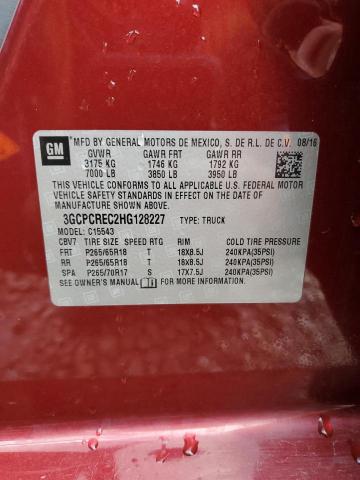 GM MFD BY GENERAL MOTORS DE MEXICO, S. DE R.L. DE C.V. 08/16
GVWR GAWR FRT GAWR RR
3175 KG 1746 KG 1792 KG
7000 LB 3850 LB 3950 LB
THIS VEHICLE CONFORMS TO ALL APPLICABLE U.S. FEDERAL MOTOR
VEHICLE SAFETY AND THEFT PREVENTION STANDARDS IN
EFFECT ON THE DATE OF MANUFACTURE SHOWN ABOVE.
3GCPCREC2HG128227 TYPE: TRUCK
MODEL: C15543
CBV7 TIRE SIZE SPEED RTG RIM COLD TIRE PRESSURE
FRT P265/65R18 T 18X8.5J 240KPA(35PSI)
RR P265/65R18 T 18X8.5J 240KPA(35PSI)
SPA P265/70R17 S 17X7.5J 240KPA(35PSI)
SEE OWNER'S MANUAL FOR MORE INFORMATION